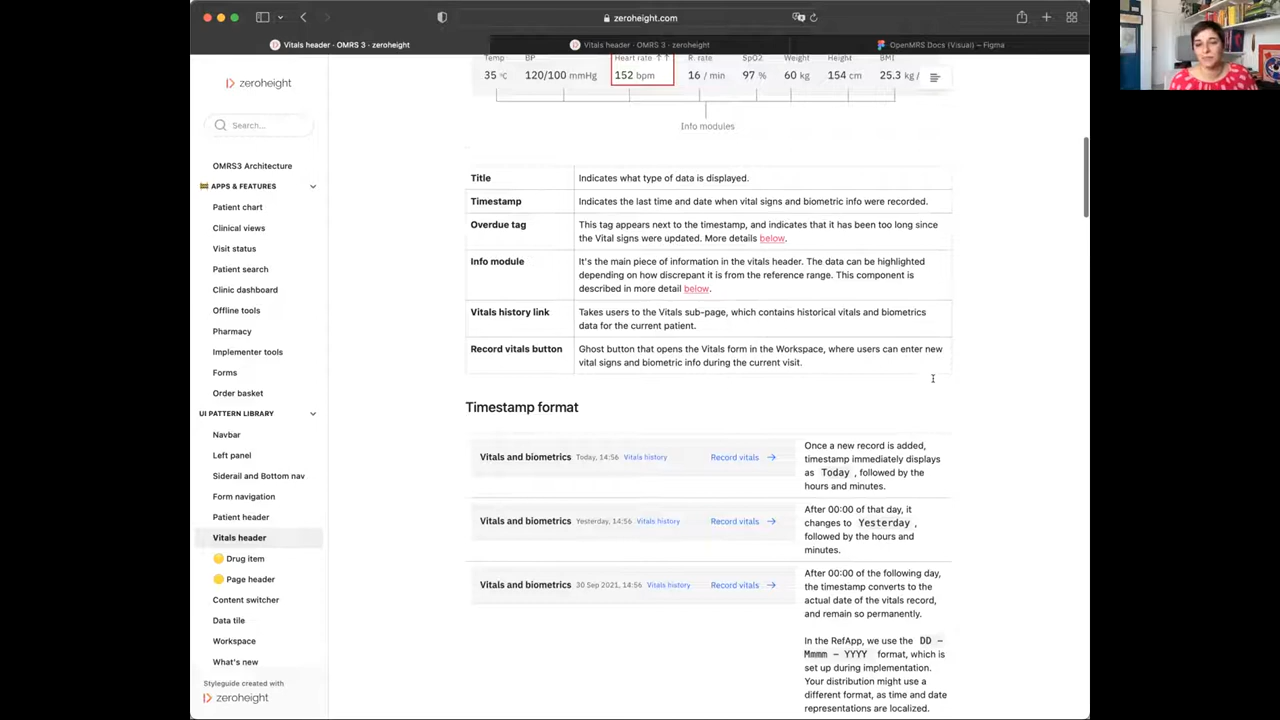 zeroheight.com
Vitals header · OMRS 3 · zeroheight
Vitals header · OMRS 3 · zeroheight
OpenMRS Docs (Visual) – Figma
zeroheight
Search...
OMRS3 Architecture
APPS & FEATURES
Patient chart
Clinical views
Visit status
Patient search
Clinic dashboard
Offline tools
Pharmacy
Implementer tools
Forms
Order basket
UI PATTERN LIBRARY
Navbar
Left panel
Siderail and Bottom nav
Form navigation
Patient header
Vitals header
Drug item
Page header
Content switcher
Data tile
Workspace
What's new
Styleguide created with
zeroheight
Temp BP Heart rate ↑↑ R. rate SpO2 Weight Height BMI
35 °C 120/100 mmHg 152 bpm 16 / min 97 % 60 kg 154 cm 25.3 kg /
Info modules
Title Indicates what type of data is displayed.
Timestamp Indicates the last time and date when vital signs and biometric info were recorded.
Overdue tag This tag appears next to the timestamp, and indicates that it has been too long since
the Vital signs were updated. More details below.
Info module It's the main piece of information in the vitals header. The data can be highlighted
depending on how discrepant it is from the reference range. This component is
described in more detail below.
Vitals history link Takes users to the Vitals sub-page, which contains historical vitals and biometrics
data for the current patient.
Record vitals button Ghost button that opens the Vitals form in the Workspace, where users can enter new
vital signs and biometric info during the current visit.
Timestamp format
Vitals and biometrics Today, 14:56 Vitals history Record vitals →
Once a new record is added,
timestamp immediately displays
as Today , followed by the
hours and minutes.
Vitals and biometrics Yesterday, 14:56 Vitals history Record vitals →
After 00:00 of that day, it
changes to Yesterday ,
followed by the hours and
minutes.
Vitals and biometrics 30 Sep 2021, 14:56 Vitals history Record vitals →
After 00:00 of the following day,
the timestamp converts to the
actual date of the vitals record,
and remain so permanently.
In the RefApp, we use the DD –
Mmmm – YYYY format, which is
set up during implementation.
Your distribution might use a
different format, as time and date
representations are localized.